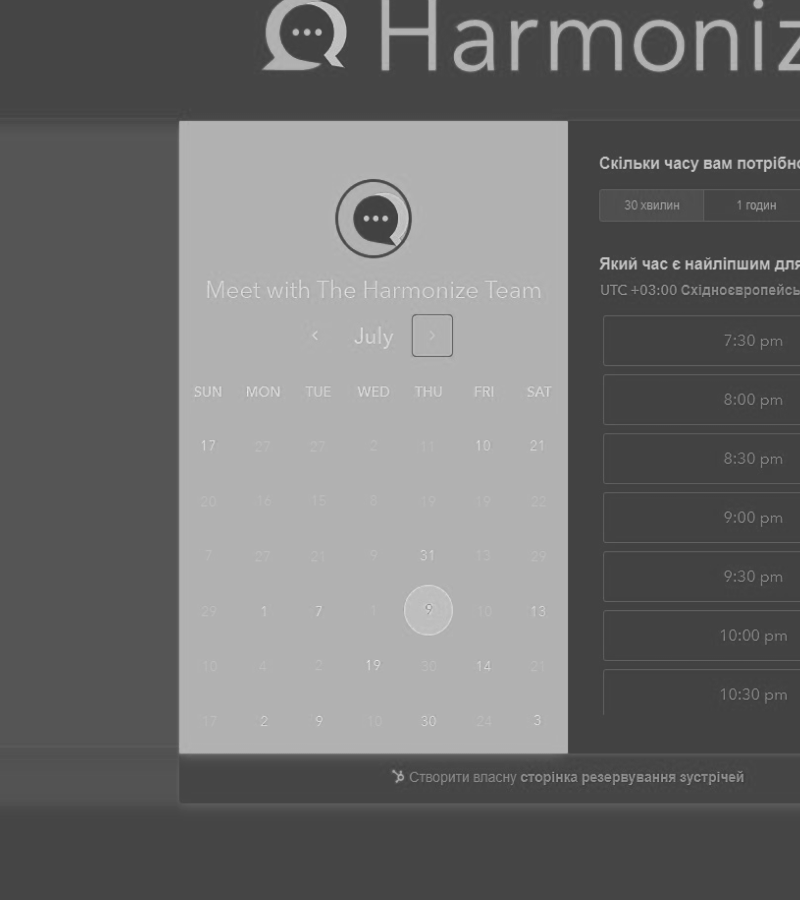 Harmoniz
Meet with The Harmonize Team
July
SUN MON TUE WED THU FRI SAT
17 27 27 2 11 10 21
20 16 15 8 19 19 22
7 27 21 9 31 13 29
29 1 7 1 9 10 13
10 4 2 19 30 14 21
17 2 9 10 30 24 3
Скільки часу вам потрібно
30 хвилин 1 годин
Який час є найліпшим для
UTC +03:00 Східноєвропейсь
7:30 pm
8:00 pm
8:30 pm
9:00 pm
9:30 pm
10:00 pm
10:30 pm
Створити власну сторінка резервування зустрічей